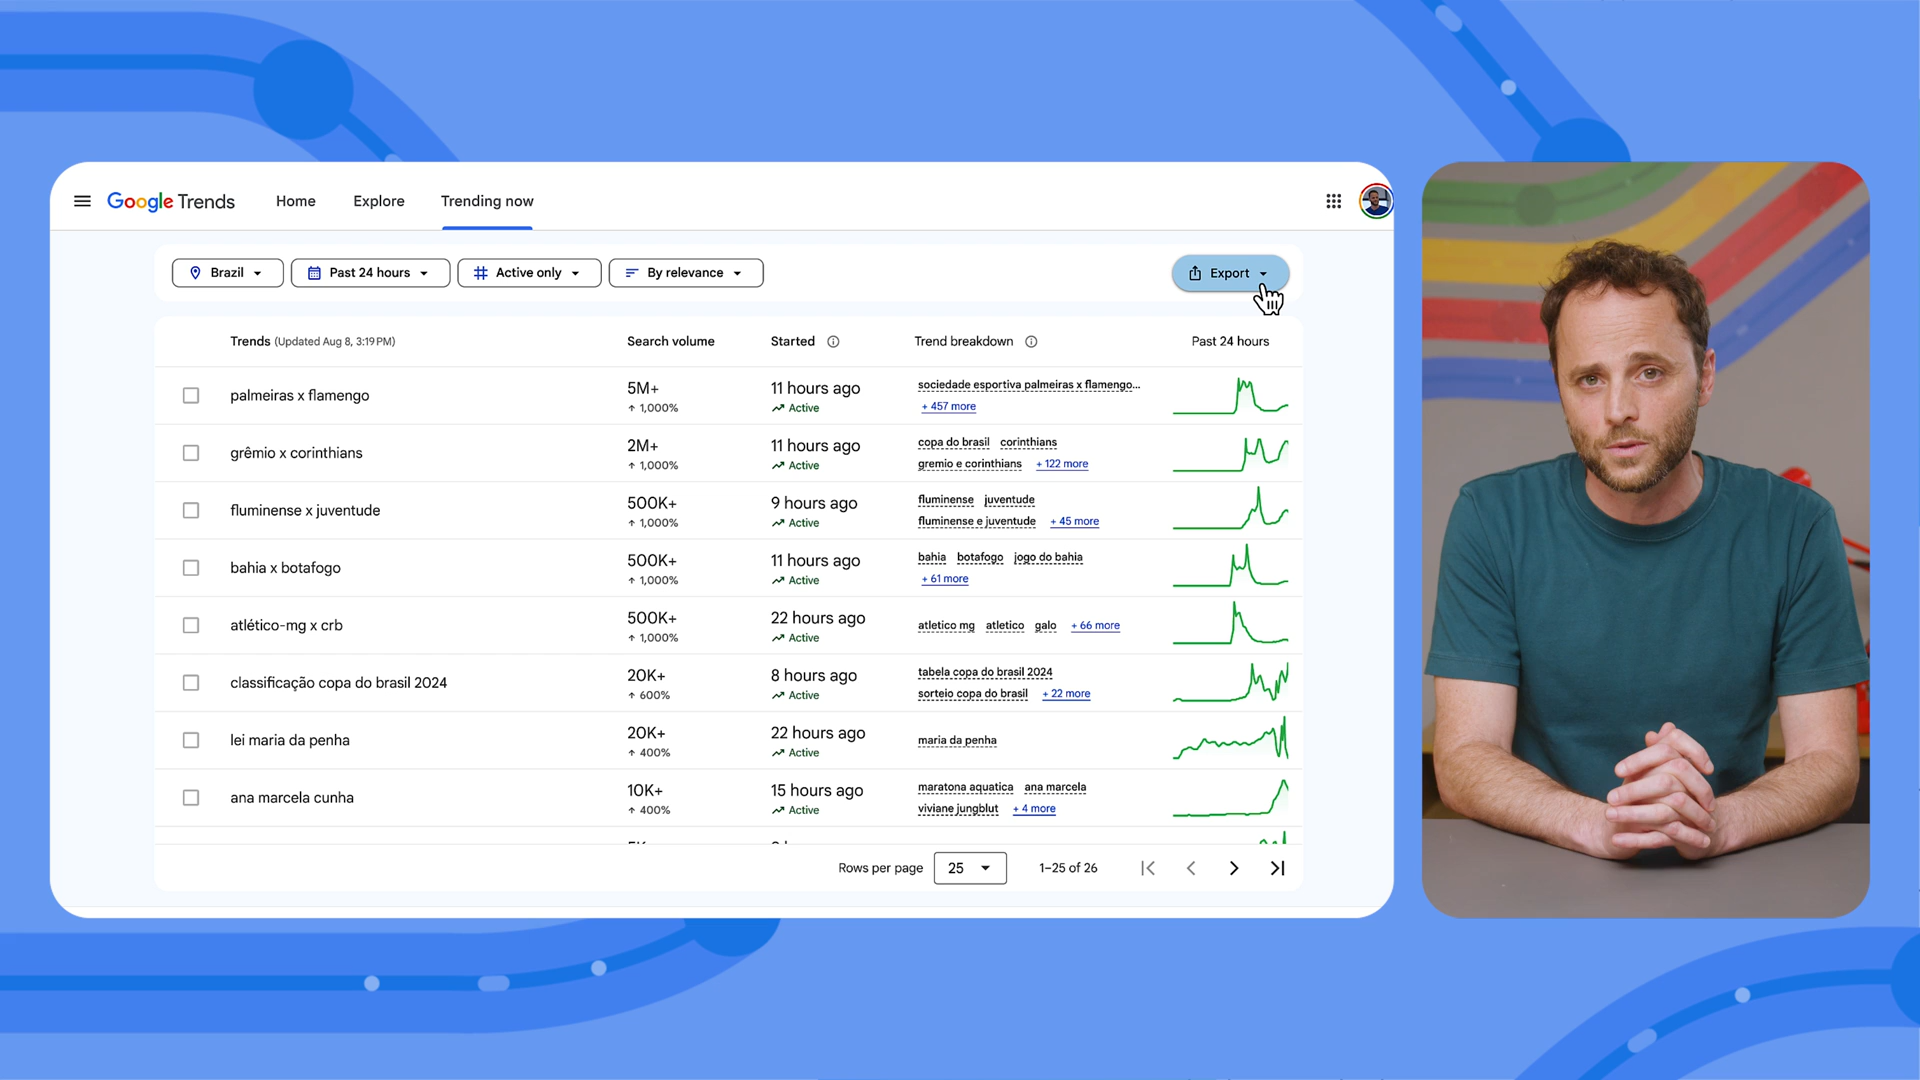 Google Trends Home Explore Trending now
Brazil Past 24 hours Active only By relevance Export
Trends (Updated Aug 8, 3:19 PM) Search volume Started Trend breakdown Past 24 hours
palmeiras x flamengo 5M+ 11 hours ago sociedade esportiva palmeiras x flamengo...
↑ 1,000% Active + 457 more
grêmio x corinthians 2M+ 11 hours ago copa do brasil corinthians
↑ 1,000% Active gremio e corinthians + 122 more
fluminense x juventude 500K+ 9 hours ago fluminense juventude
↑ 1,000% Active fluminense e juventude + 45 more
bahia x botafogo 500K+ 11 hours ago bahia botafogo jogo do bahia
↑ 1,000% Active + 61 more
atlético-mg x crb 500K+ 22 hours ago atletico mg atletico galo + 66 more
↑ 1,000% Active
classificação copa do brasil 2024 20K+ 8 hours ago tabela copa do brasil 2024
↑ 600% Active sorteio copa do brasil + 22 more
lei maria da penha 20K+ 22 hours ago maria da penha
↑ 400% Active
ana marcela cunha 10K+ 15 hours ago maratona aquatica ana marcela
↑ 400% Active viviane jungblut + 4 more
Rows per page 25 1–25 of 26